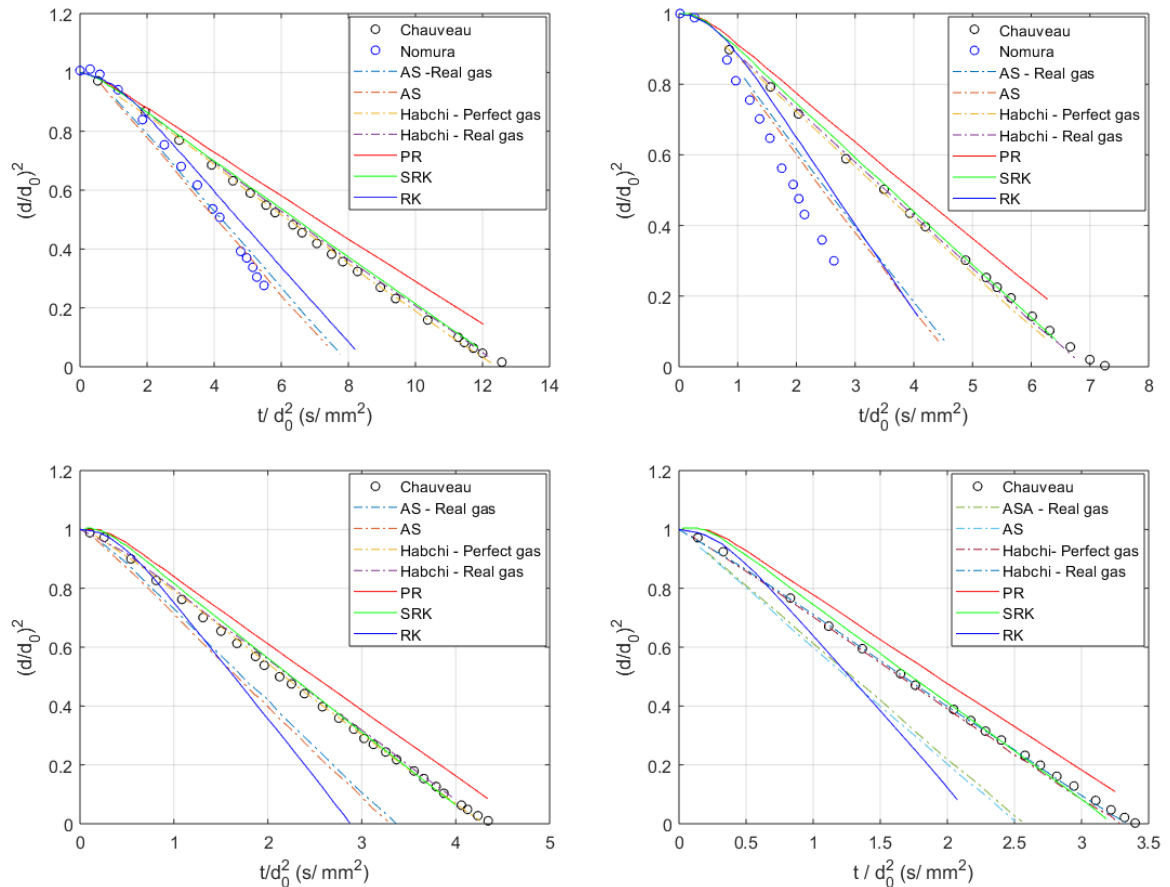 1.2
1
0.8
0.6
0.4
0.2
0
(d/d₀)²
0 2 4 6 8 10 12 14
t/ d₀² (s/ mm²)
Chauveau
Nomura
AS -Real gas
AS
Habchi - Perfect gas
Habchi - Real gas
PR
SRK
RK
1
0.8
0.6
0.4
0.2
0
(d/d₀)²
0 1 2 3 4 5 6 7 8
t/d₀² (s/ mm²)
Chauveau
Nomura
AS - Real gas
AS
Habchi - Perfect gas
Habchi - Real gas
PR
SRK
RK
1.2
1
0.8
0.6
0.4
0.2
0
(d/d₀)²
0 1 2 3 4 5
t/d₀² (s/ mm²)
Chauveau
AS - Real gas
AS
Habchi - Perfect gas
Habchi - Real gas
PR
SRK
RK
1.2
1
0.8
0.6
0.4
0.2
0
(d/d₀)²
0 0.5 1 1.5 2 2.5 3 3.5
t / d₀² (s/ mm²)
Chauveau
ASA - Real gas
AS
Habchi- Perfect gas
Habchi - Real gas
PR
SRK
RK